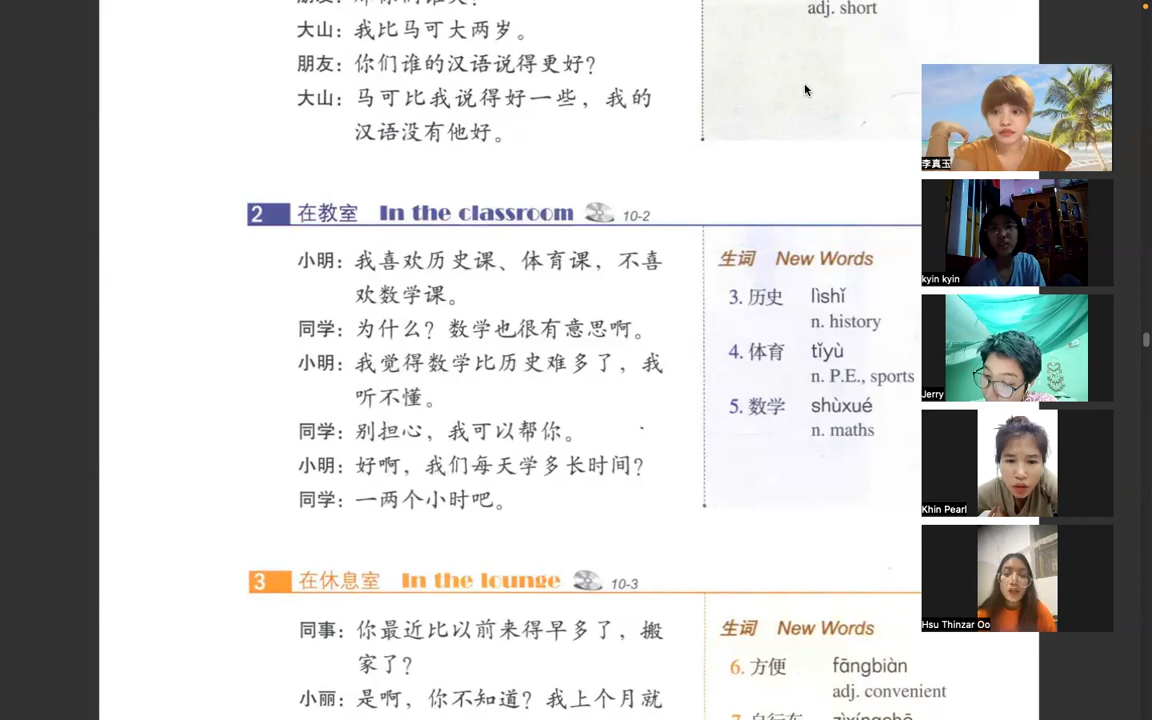 adj. short
大山：我比马可大两岁。
朋友：你们谁的汉语说得更好？
大山：马可比我说得好一些，我的
汉语没有他好。
2 在教室 In the classroom 10-2
小明：我喜欢历史课、体育课，不喜
欢数学课。
同学：为什么？数学也很有意思啊。
小明：我觉得数学比历史难多了，我
听不懂。
同学：别担心，我可以帮你。
小明：好啊，我们每天学多长时间？
同学：一两个小时吧。
生词 New Words
3. 历史 lìshǐ
n. history
4. 体育 tǐyù
n. P.E., sports
5. 数学 shùxué
n. maths
3 在休息室 In the lounge 10-3
同事：你最近比以前来得早多了，搬
家了？
小丽：是啊，你不知道？我上个月就
生词 New Words
6. 方便 fāngbiàn
adj. convenient
李真玉
kyin kyin
Jerry
Khin Pearl
Hsu Thinzar Oo